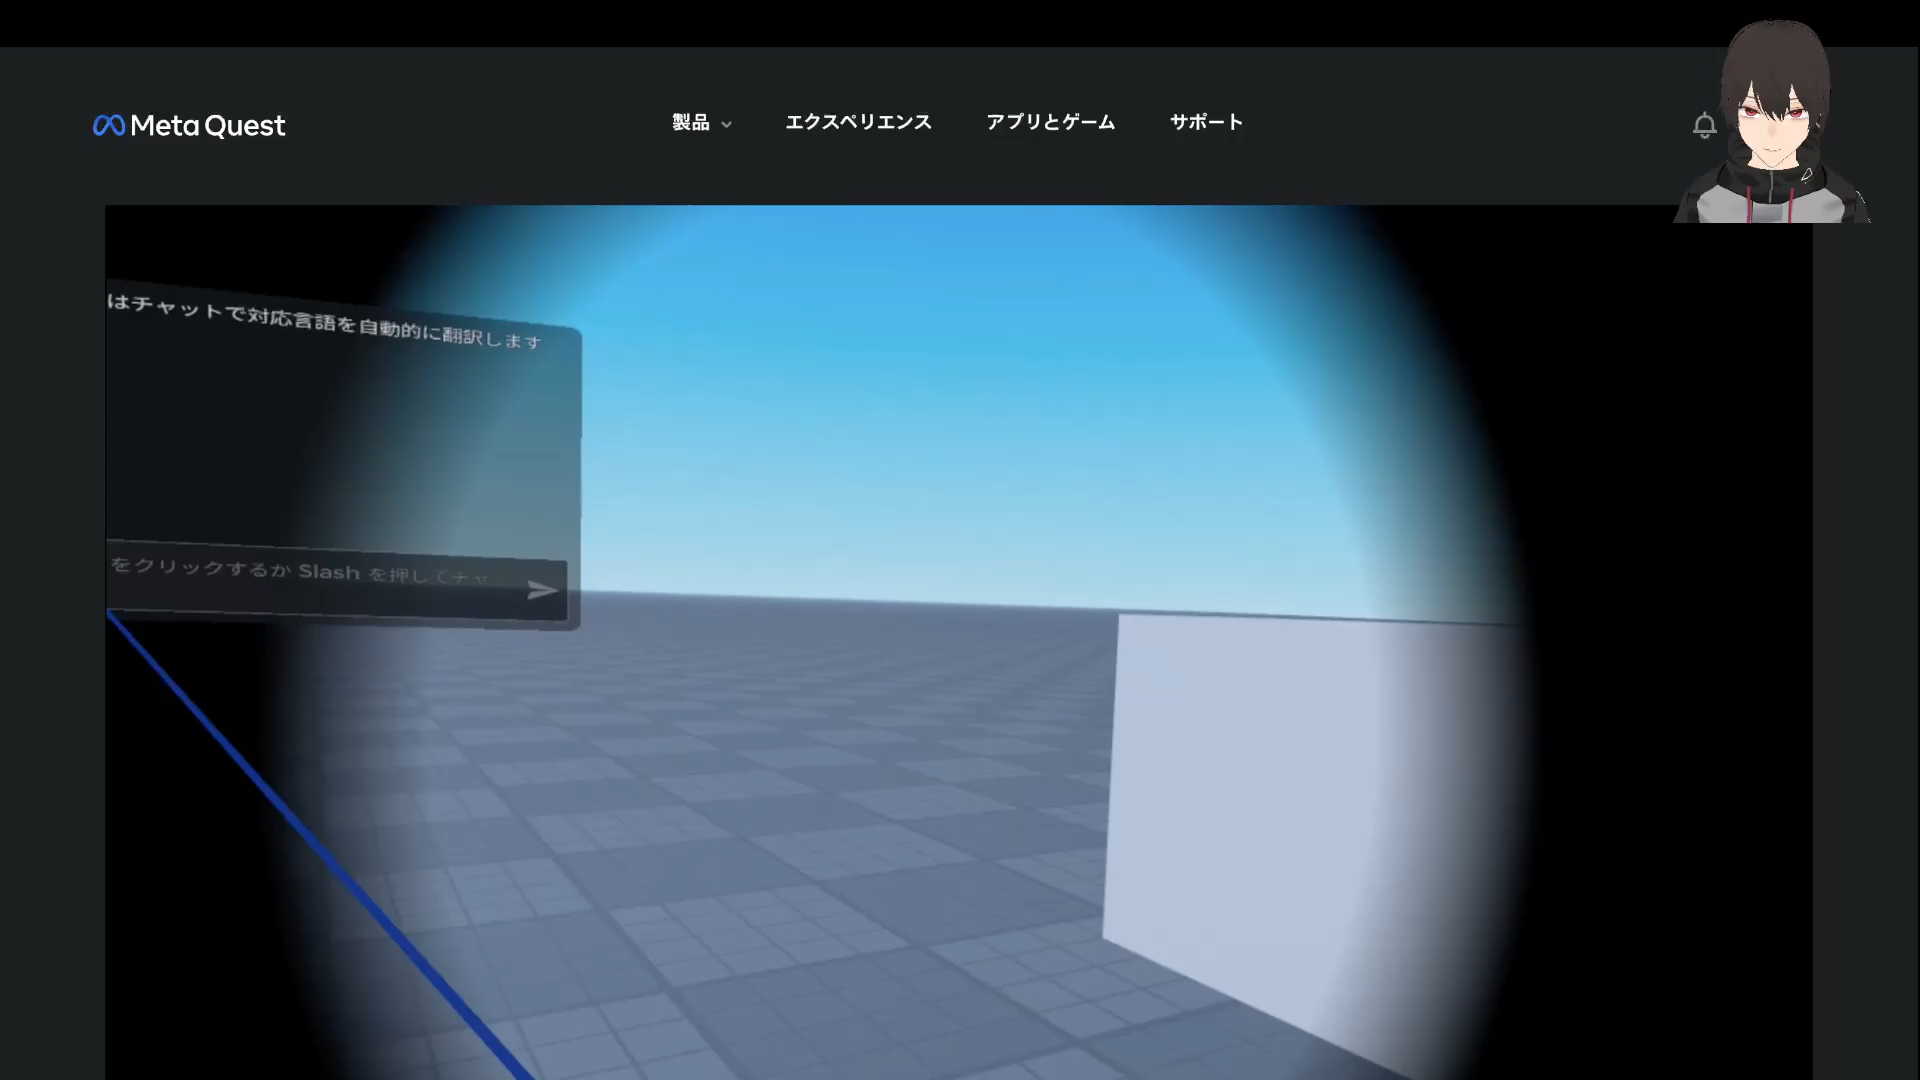 Meta Quest
製品
エクスペリエンス
アプリとゲーム
サポート
はチャットで対応言語を自動的に翻訳します
をクリックするか Slash を押してチャ